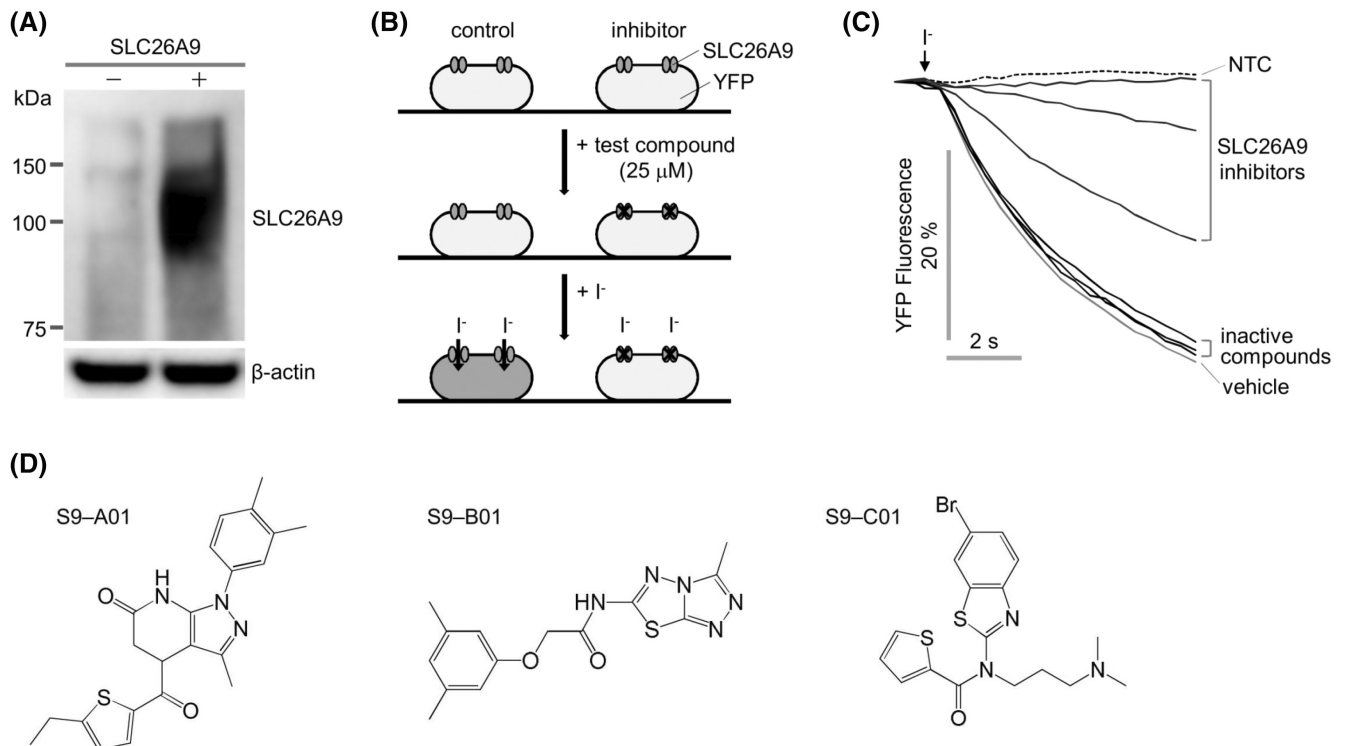 (A)
SLC26A9
– +
kDa
150
100
75
SLC26A9
β-actin
(B)
control inhibitor
SLC26A9
YFP
+ test compound
(25 μM)
+ I-
I- I- I- I-
(C)
I-
NTC
SLC26A9
inhibitors
YFP Fluorescence
20 %
2 s
inactive
compounds
vehicle
(D)
S9–A01
O
H
N
N
N
S
O
S9–B01
HN
N
N
N
N
S
O
O
S9–C01
Br
S
N
S
N
N
O